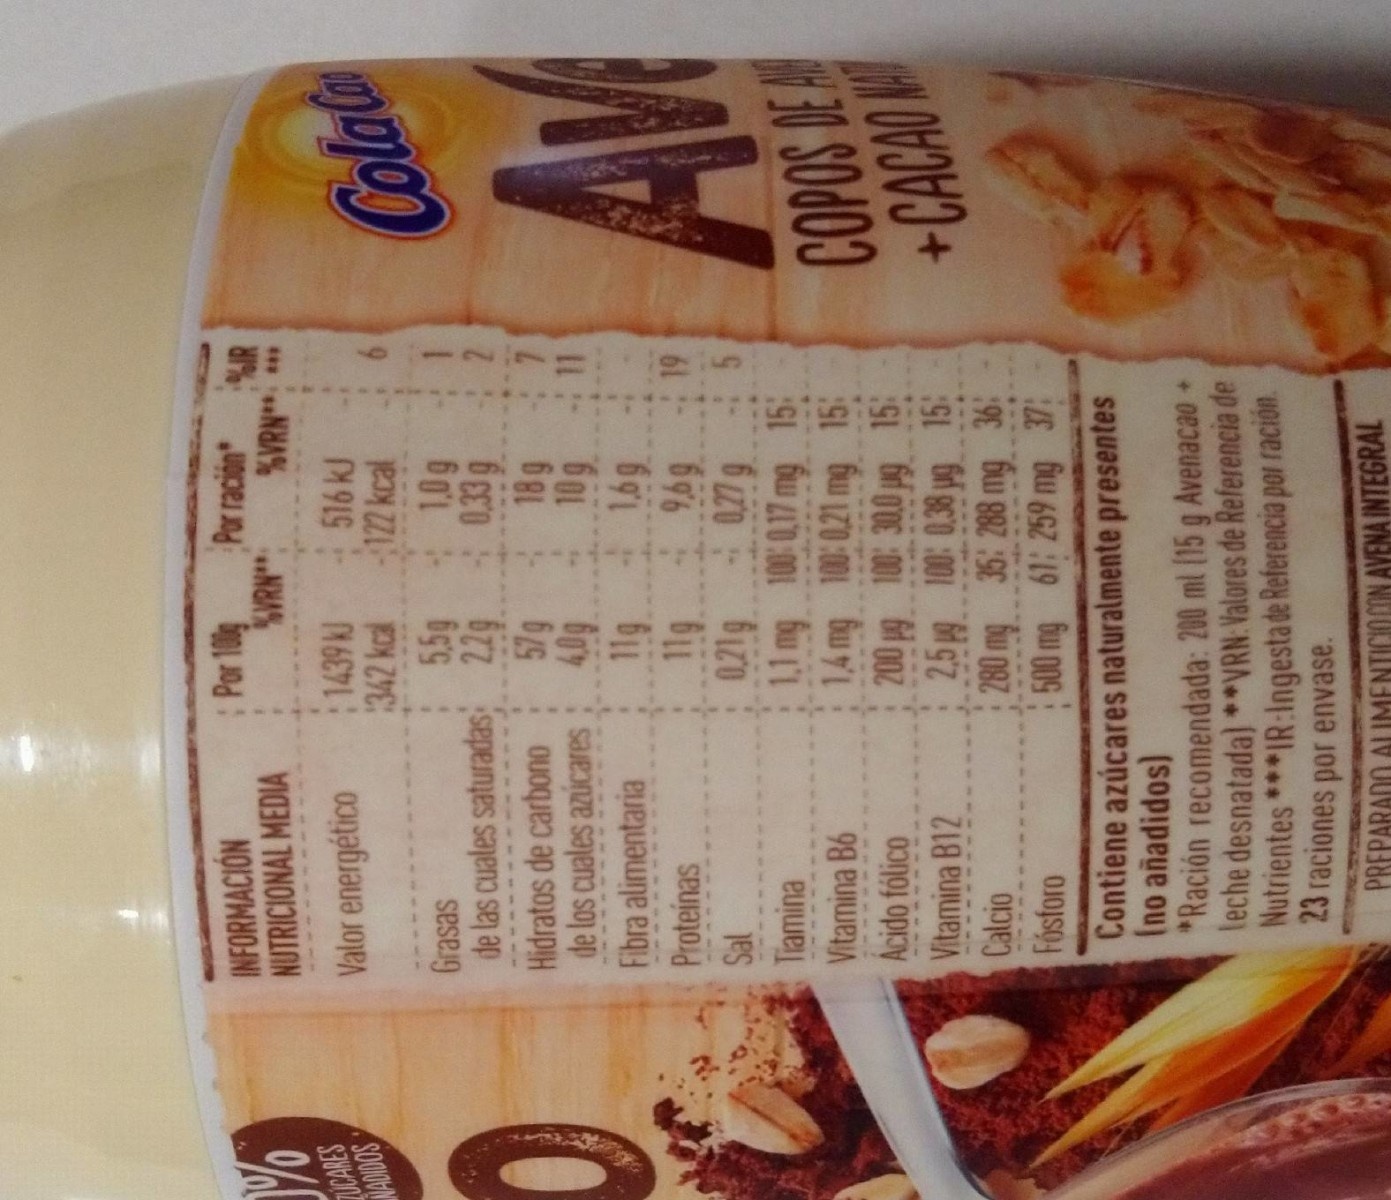 0%
AZÚCARES
AÑADIDOS
O
INFORMACIÓN
NUTRICIONAL MEDIA
Por 100g %VRN** Por ración* %VRN** %IR ***
Valor energético 1439 kJ - 516 kJ -
342 kcal - 122 kcal - 6
Grasas 5,5 g - 1,0 g - 1
de las cuales saturadas 2,2 g - 0,33 g - 2
Hidratos de carbono 57 g - 18 g - 7
de los cuales azúcares 4,0 g - 10 g - 11
Fibra alimentaria 11 g - 1,6 g - -
Proteínas 11 g - 9,6 g - 19
Sal 0,21 g - 0,27 g - 5
Tiamina 1,1 mg 100 0,17 mg 15 -
Vitamina B6 1,4 mg 100 0,21 mg 15 -
Ácido fólico 200 µg 100 30,0 µg 15 -
Vitamina B12 2,5 µg 100 0,38 µg 15 -
Calcio 280 mg 35 288 mg 36 -
Fósforo 500 mg 61 259 mg 37 -
Contiene azúcares naturalmente presentes
(no añadidos)
*Ración recomendada: 200 ml (15 g Avenacao +
leche desnatada) **VRN: Valores de Referencia de
Nutrientes ***IR: Ingesta de Referencia por ración.
23 raciones por envase.
PREPARADO ALIMENTICIO CON AVENA INTEGRAL
ColaCao
AVe
COPOS DE AVE
+ CACAO NATU